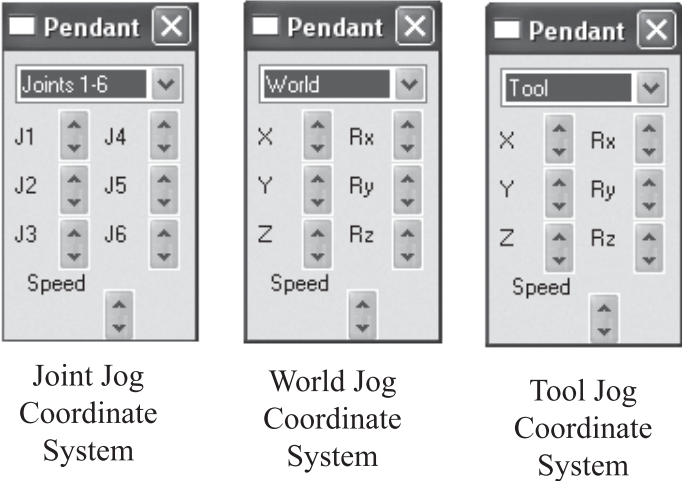 Pendant
Joints 1-6
J1 J4
J2 J5
J3 J6
Speed
Joint Jog
Coordinate
System
Pendant
World
X Rx
Y Ry
Z Rz
Speed
World Jog
Coordinate
System
Pendant
Tool
X Rx
Y Ry
Z Rz
Speed
Tool Jog
Coordinate
System